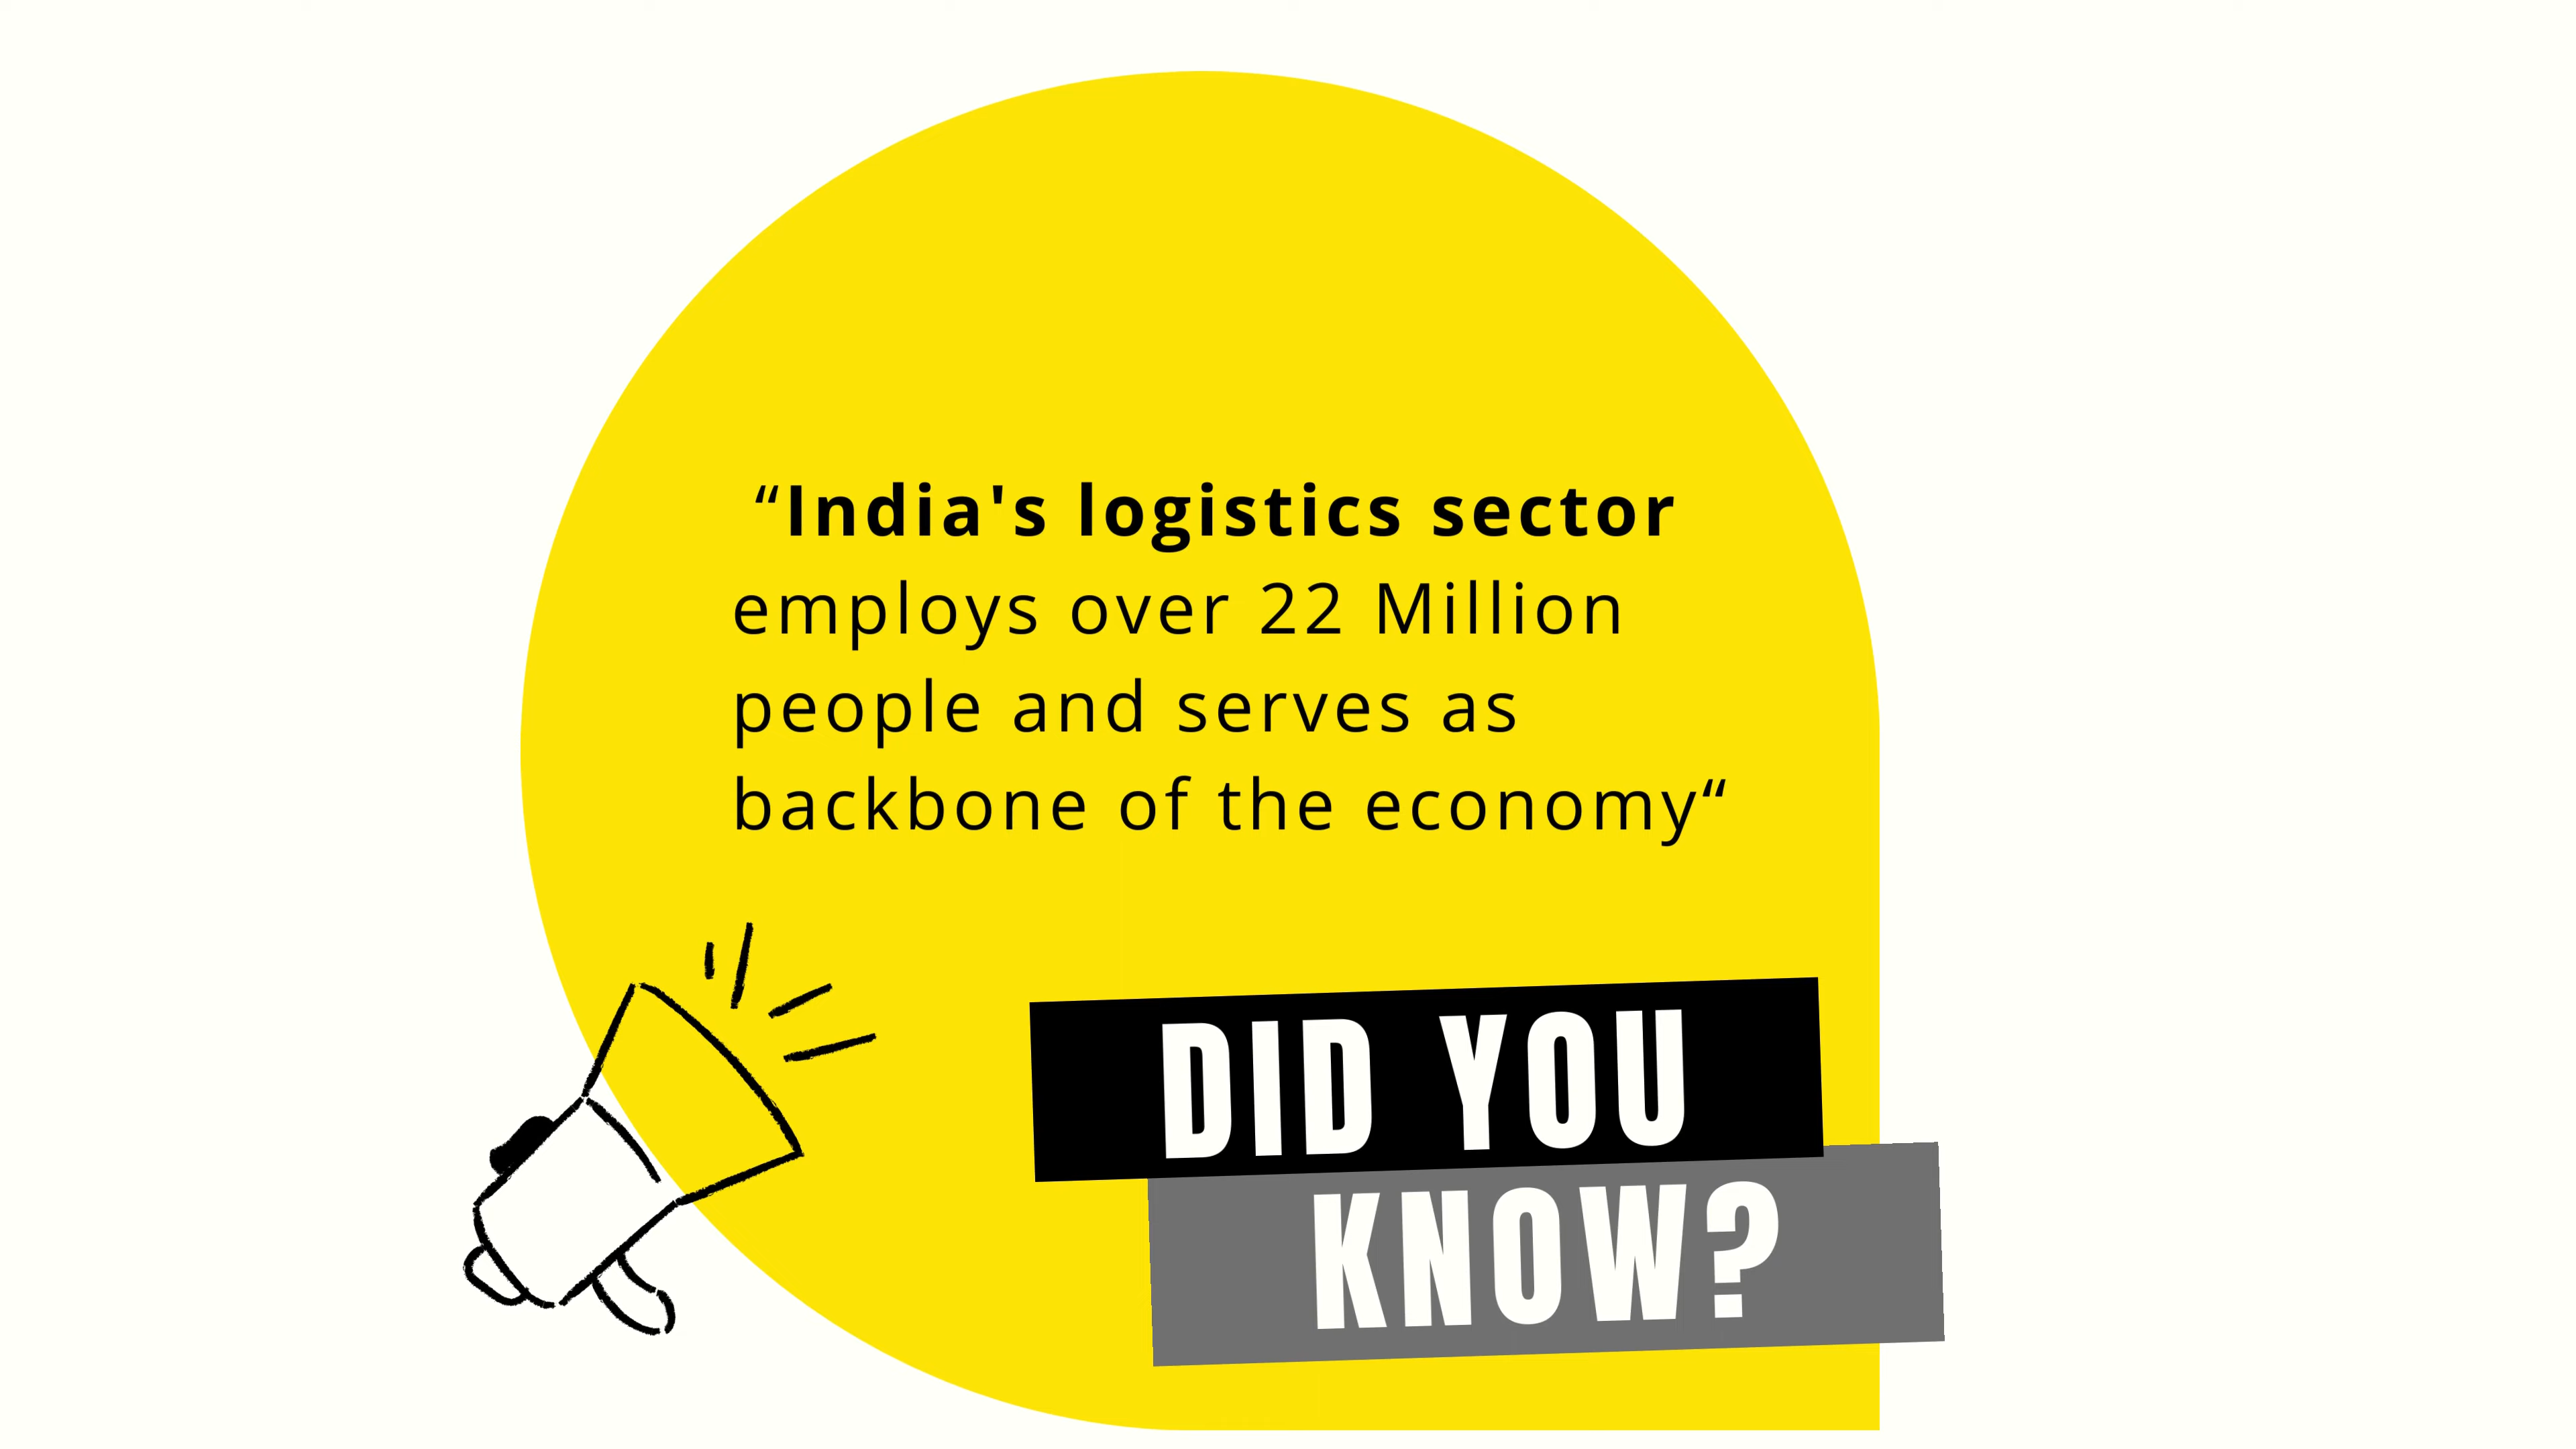 “India's logistics sector
employs over 22 Million
people and serves as
backbone of the economy“
DID YOU
KNOW?